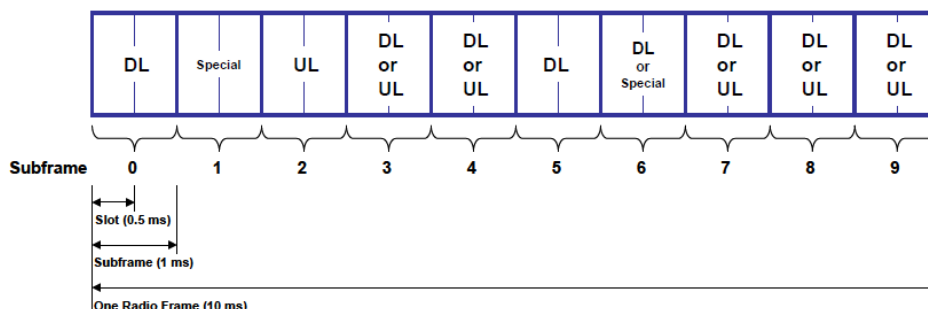 DL
Special
UL
DL
or
UL
DL
or
UL
DL
DL
or
Special
DL
or
UL
DL
or
UL
DL
or
UL
Subframe 0 1 2 3 4 5 6 7 8 9
Slot (0.5 ms)
Subframe (1 ms)
One Radio Frame (10 ms)